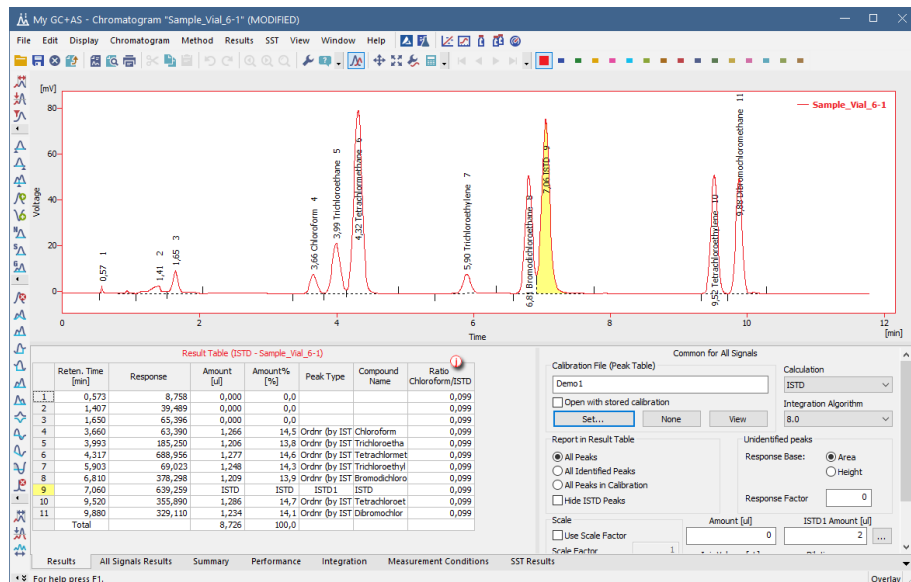 My GC+AS - Chromatogram "Sample_Vial_6-1" (MODIFIED)
File Edit Display Chromatogram Method Results SST View Window Help
[mV]
80
60
40
20
0
Voltage
Sample_Vial_6-1
0,57 1
1,41 2
1,65 3
3,66 Chloroform 4
3,99 Trichloroethane 5
4,32 Tetrachlormethane 6
5,90 Trichloroethylene 7
6,81 Bromodichloroethane 8
7,06 ISTD 9
9,52 Tetrachloroethylene 10
9,88 Dibromochloromethane 11
0 2 4 6 8 10 12
Time
[min]
Result Table (ISTD - Sample_Vial_6-1)
Reten. Time [min] Response Amount [ul] Amount% [%] Peak Type Compound Name Ratio Chloroform/ISTD
1 0,573 8,758 0,000 0,0 0,099
2 1,407 39,489 0,000 0,0 0,099
3 1,650 65,396 0,000 0,0 0,099
4 3,660 63,390 1,266 14,5 Ordnr (by IST Chloroform 0,099
5 3,993 185,250 1,206 13,8 Ordnr (by IST Trichloroetha 0,099
6 4,317 688,956 1,277 14,6 Ordnr (by IST Tetrachlormet 0,099
7 5,903 69,023 1,248 14,3 Ordnr (by IST Trichloroethyl 0,099
8 6,810 378,298 1,209 13,9 Ordnr (by IST Bromodichloro 0,099
9 7,060 639,259 ISTD ISTD ISTD1 ISTD 0,099
10 9,520 355,890 1,286 14,7 Ordnr (by IST Tetrachloroet 0,099
11 9,880 329,110 1,234 14,1 Ordnr (by IST Dibromochlor 0,099
Total 8,726 100,0
Common for All Signals
Calibration File (Peak Table)
Demo1
Open with stored calibration
Set... None View
Calculation
ISTD
Integration Algorithm
8.0
Report in Result Table
All Peaks
All Identified Peaks
All Peaks in Calibration
Hide ISTD Peaks
Unidentified peaks
Response Base: Area
Height
Response Factor 0
Scale
Use Scale Factor
Scale Factor 1
Amount [ul] ISTD1 Amount [ul]
0 2 ...
Results All Signals Results Summary Performance Integration Measurement Conditions SST Results
For help press F1.
Overlay